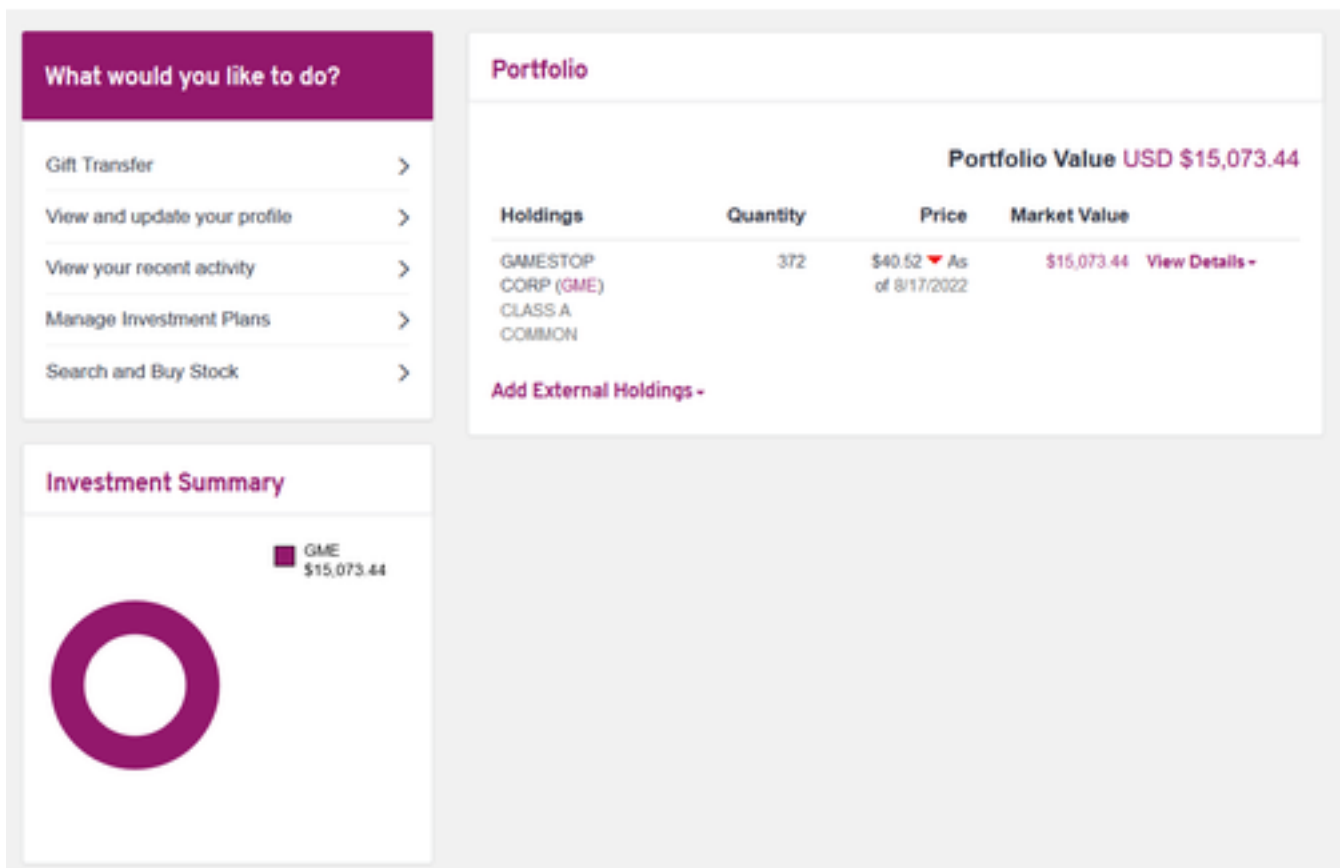 What would you like to do?
Gift Transfer
View and update your profile
View your recent activity
Manage Investment Plans
Search and Buy Stock
Portfolio
Portfolio Value USD $15,073.44
Holdings Quantity Price Market Value
GAMESTOP 372 $40.52 As $15,073.44 View Details
CORP (GME) of 8/17/2022
CLASS A
COMMON
Add External Holdings
Investment Summary
GME
$15,073.44